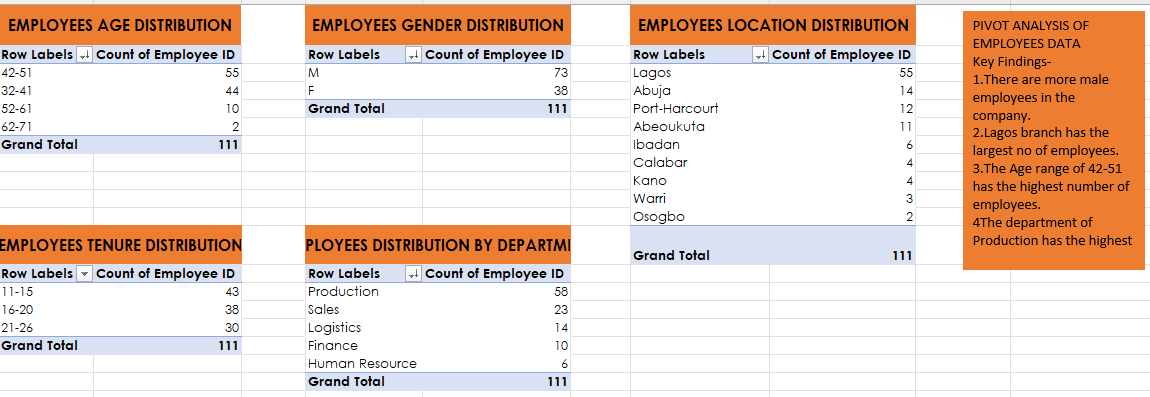 EMPLOYEES AGE DISTRIBUTION
Row Labels Count of Employee ID
42-51 55
32-41 44
52-61 10
62-71 2
Grand Total 111
EMPLOYEES GENDER DISTRIBUTION
Row Labels Count of Employee ID
M 73
F 38
Grand Total 111
EMPLOYEES LOCATION DISTRIBUTION
Row Labels Count of Employee ID
Lagos 55
Abuja 14
Port-Harcourt 12
Abeoukuta 11
Ibadan 6
Calabar 4
Kano 4
Warri 3
Osogbo 2
Grand Total 111
PIVOT ANALYSIS OF
EMPLOYEES DATA
Key Findings-
1.There are more male
employees in the
company.
2.Lagos branch has the
largest no of employees.
3.The Age range of 42-51
has the highest number of
employees.
4The department of
Production has the highest
EMPLOYEES TENURE DISTRIBUTION
Row Labels Count of Employee ID
11-15 43
16-20 38
21-26 30
Grand Total 111
PLOYEES DISTRIBUTION BY DEPARTM
Row Labels Count of Employee ID
Production 58
Sales 23
Logistics 14
Finance 10
Human Resource 6
Grand Total 111